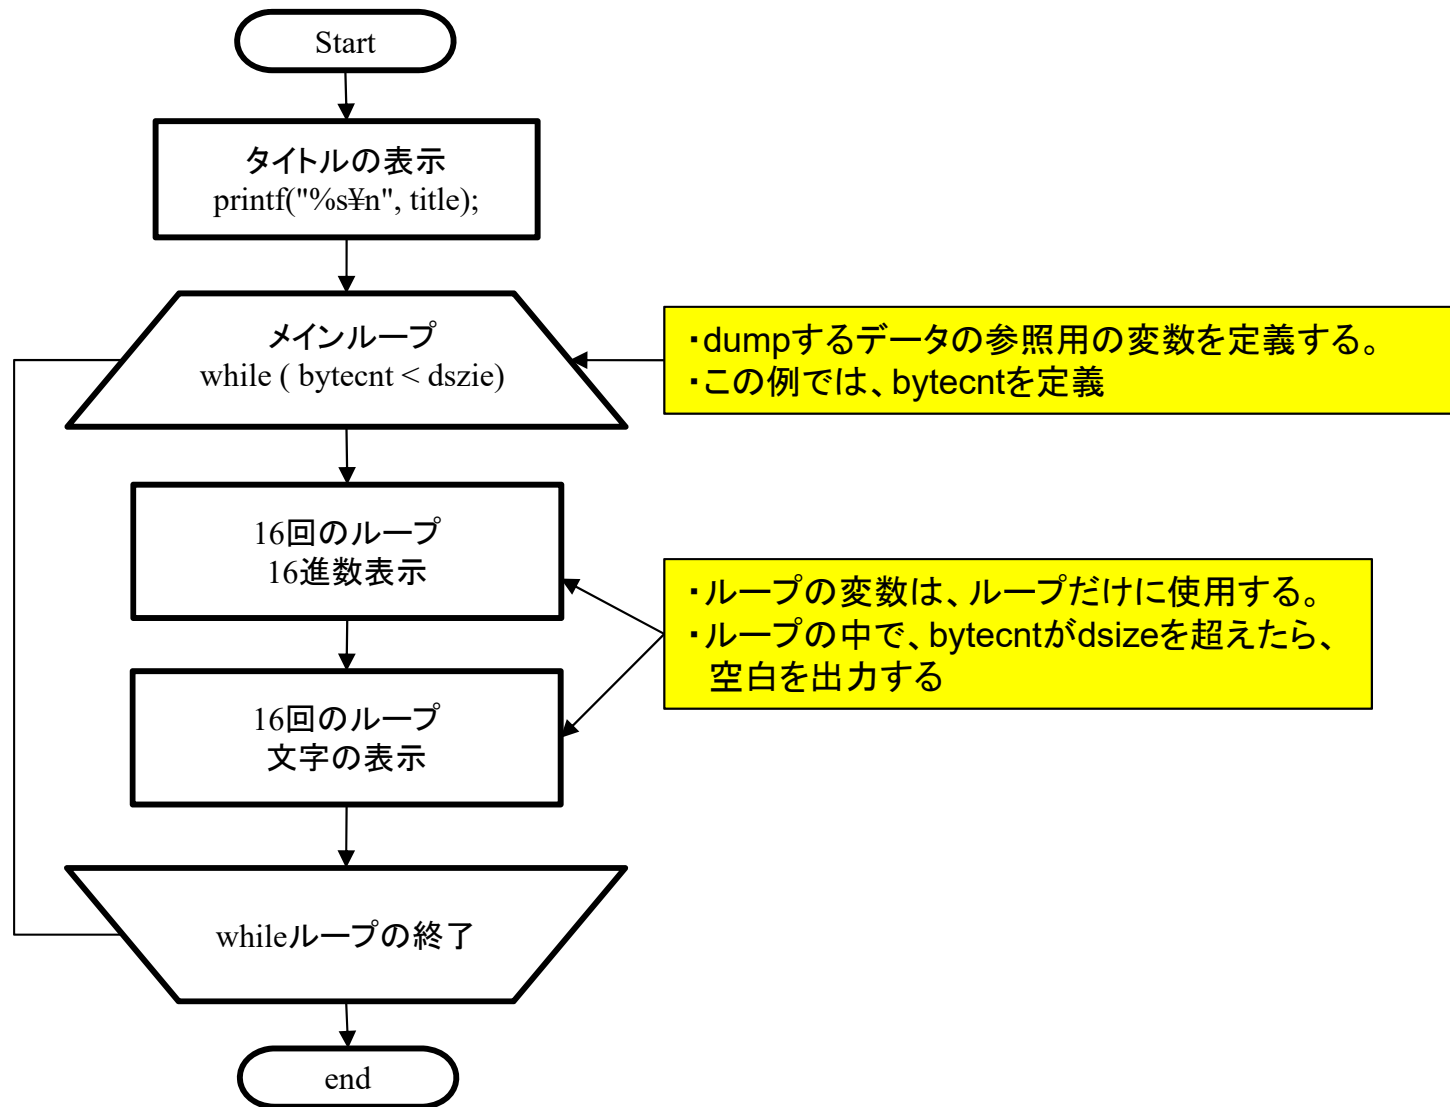 Start
タイトルの表示
printf("%s¥n", title);
メインループ
while ( bytecnt < dszie)
・dumpするデータの参照用の変数を定義する。
・この例では、bytecntを定義
16回のループ
16進数表示
・ループの変数は、ループだけに使用する。
・ループの中で、bytecntがdsizeを超えたら、
空白を出力する
16回のループ
文字の表示
whileループの終了
end